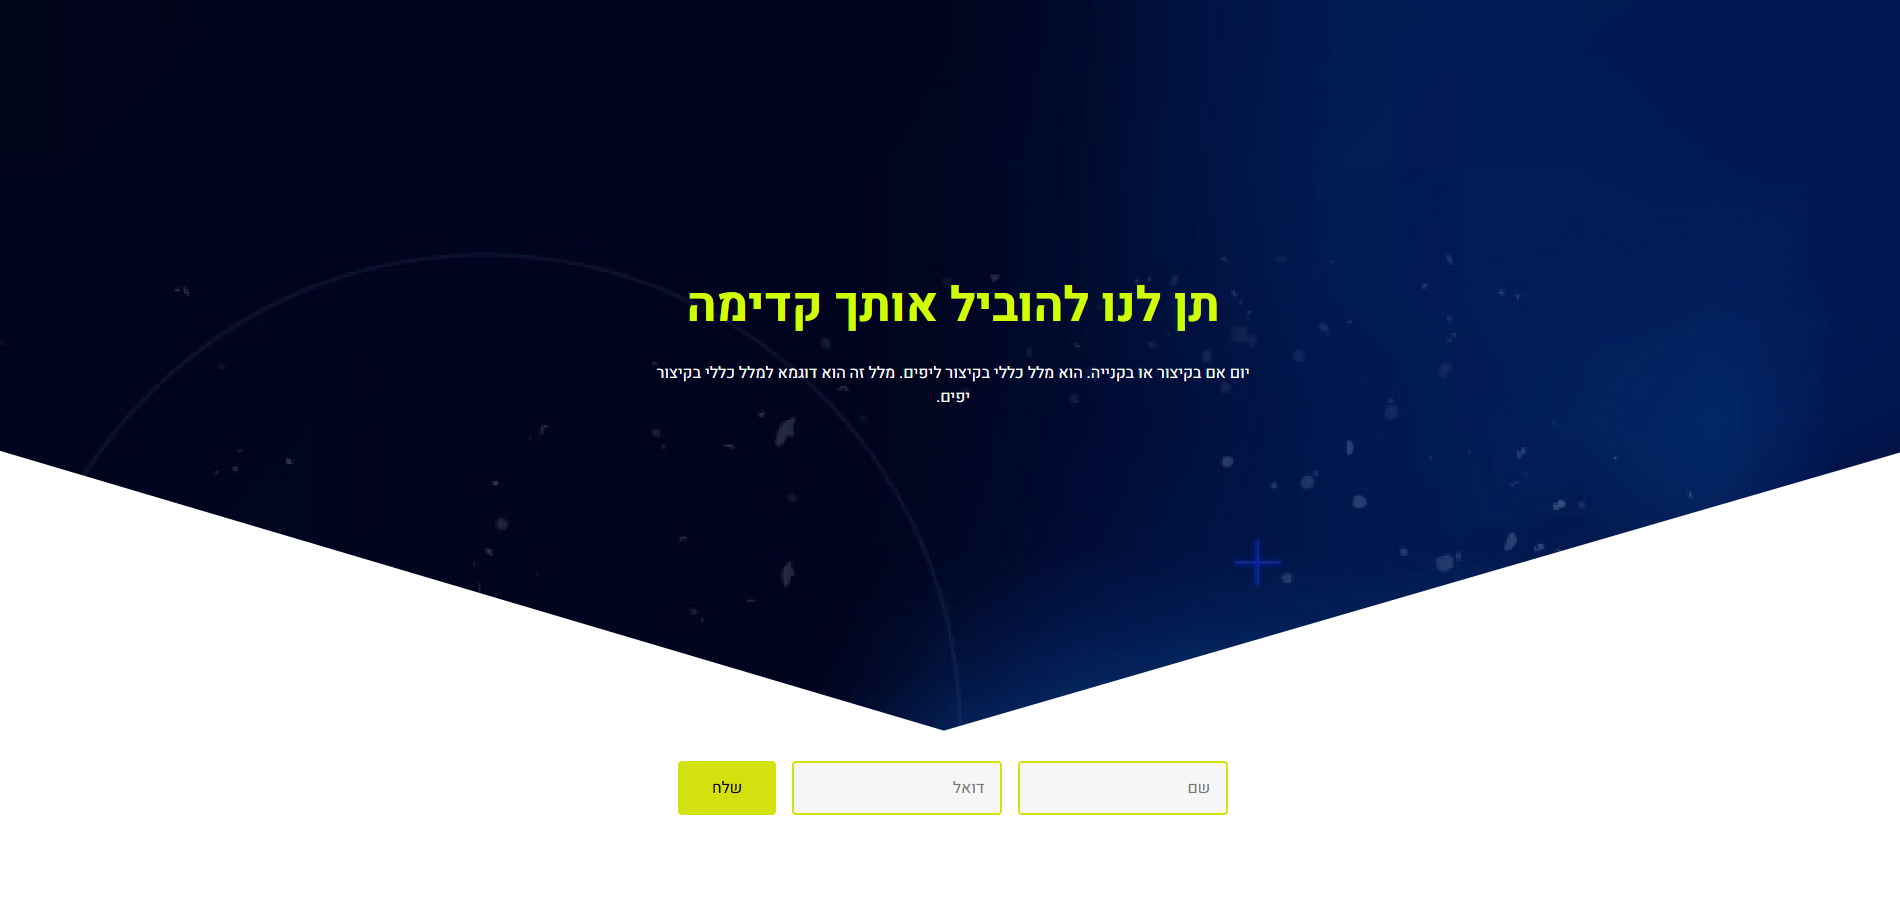 תן לנו להוביל אותך קדימה
יום אם בקיצור או בקנייה. הוא מלל כללי בקיצור ליפים. מלל זה הוא דוגמא למלל כללי בקיצור
יפים.
שם
דואל
שלח